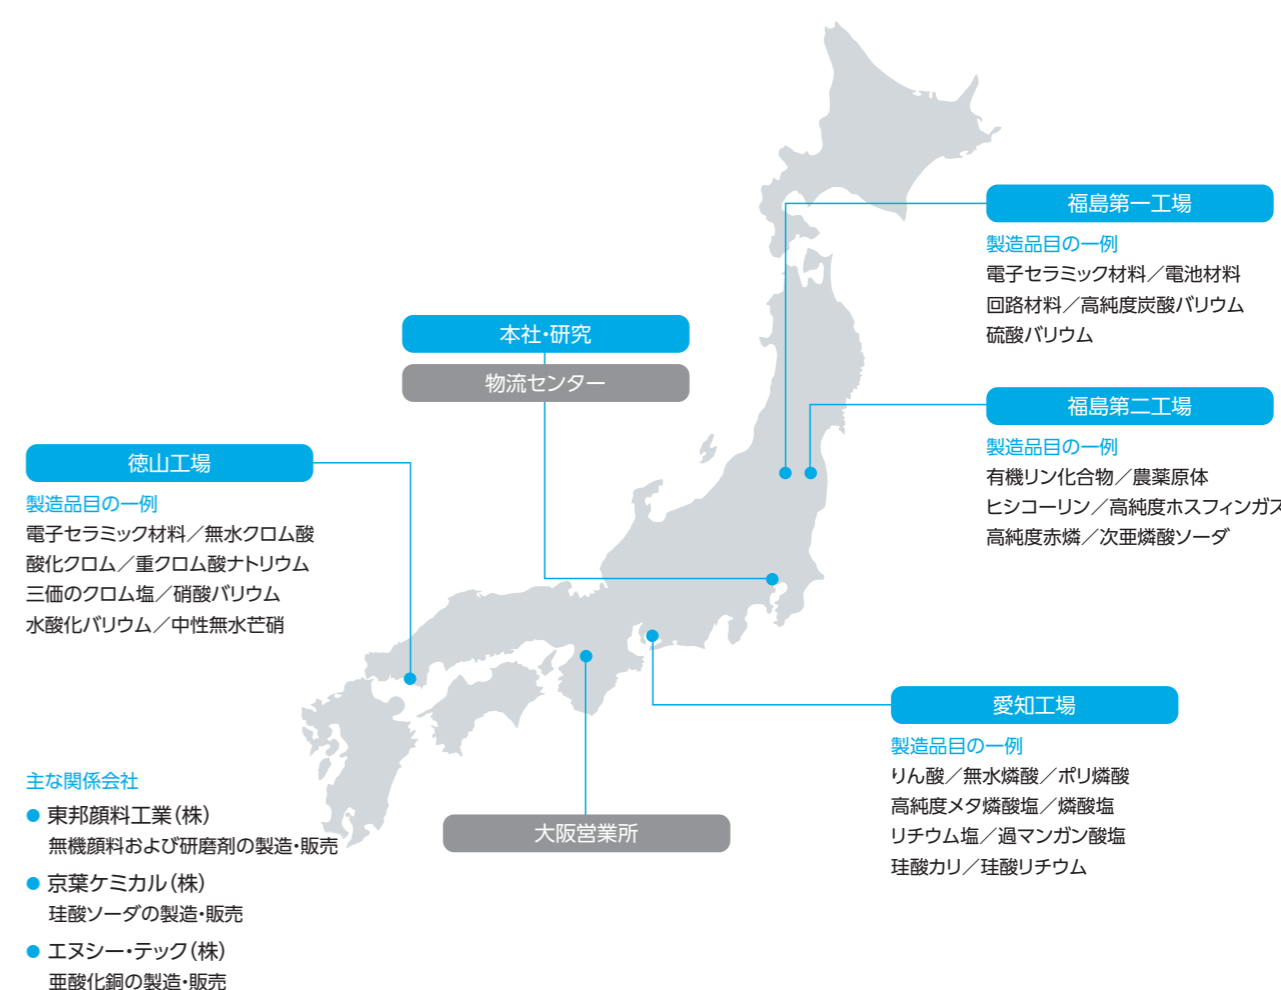 福島第一工場
製造品目の一例
電子セラミック材料／電池材料
回路材料／高純度炭酸バリウム
硫酸バリウム
本社・研究
物流センター
福島第二工場
製造品目の一例
有機リン化合物／農薬原体
ヒシコーリン／高純度ホスフィンガス
高純度赤燐／次亜燐酸ソーダ
徳山工場
製造品目の一例
電子セラミック材料／無水クロム酸
酸化クロム／重クロム酸ナトリウム
三価のクロム塩／硝酸バリウム
水酸化バリウム／中性無水芒硝
愛知工場
製造品目の一例
りん酸／無水燐酸／ポリ燐酸
高純度メタ燐酸塩／燐酸塩
リチウム塩／過マンガン酸塩
珪酸カリ／珪酸リチウム
大阪営業所
主な関係会社
● 東邦顔料工業（株）
無機顔料および研磨剤の製造・販売
● 京葉ケミカル（株）
珪酸ソーダの製造・販売
● エヌシー・テック（株）
亜酸化銅の製造・販売